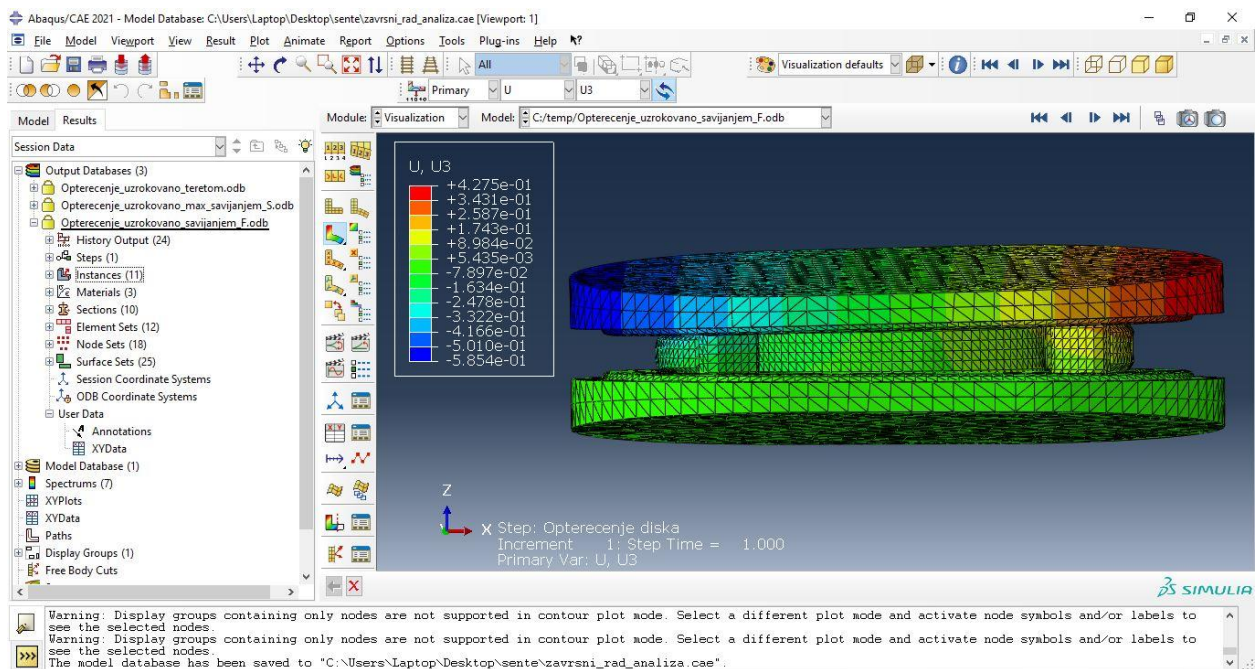 Abaqus/CAE 2021 - Model Database: C:\Users\Laptop\Desktop\sente\zavrsni_rad_analiza.cae [Viewport: 1]
File Model Viewport View Result Plot Animate Report Options Tools Plug-ins Help
All
Visualization defaults
Primary U U3
Model Results
Module: Visualization Model: C:/temp/Opterecenje_uzrokovano_savijanjem_F.odb
Session Data
Output Databases (3)
Opterecenje_uzrokovano_teretom.odb
Opterecenje_uzrokovano_max_savijanjem_S.odb
Opterecenje_uzrokovano_savijanjem_F.odb
History Output (24)
Steps (1)
Instances (11)
Materials (3)
Sections (10)
Element Sets (12)
Node Sets (18)
Surface Sets (25)
Session Coordinate Systems
ODB Coordinate Systems
User Data
Annotations
XYData
Model Database (1)
Spectrums (7)
XYPlots
XYData
Paths
Display Groups (1)
Free Body Cuts
U, U3
+4.275e-01
+3.431e-01
+2.587e-01
+1.743e-01
+8.984e-02
+5.435e-03
-7.897e-02
-1.634e-01
-2.478e-01
-3.322e-01
-4.166e-01
-5.010e-01
-5.854e-01
Z
X
Step: Opterecenje diska
Increment 1: Step Time = 1.000
Primary Var: U, U3
SIMULIA
Warning: Display groups containing only nodes are not supported in contour plot mode. Select a different plot mode and activate node symbols and/or labels to
see the selected nodes.
Warning: Display groups containing only nodes are not supported in contour plot mode. Select a different plot mode and activate node symbols and/or labels to
see the selected nodes.
The model database has been saved to "C:\Users\Laptop\Desktop\sente\zavrsni_rad_analiza.cae".